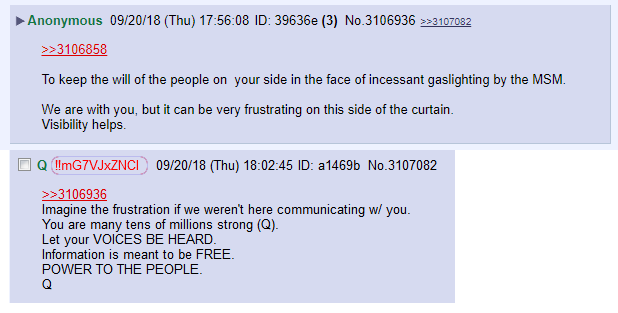 Anonymous 09/20/18 (Thu) 17:56:08 ID: 39636e (3) No.3106936 >>3107082
>>3106858
To keep the will of the people on your side in the face of incessant gaslighting by the MSM.
We are with you, but it can be very frustrating on this side of the curtain.
Visibility helps.
Q !!mG7VJxZNCI 09/20/18 (Thu) 18:02:45 ID: a1469b No.3107082
>>3106936
Imagine the frustration if we weren't here communicating w/ you.
You are many tens of millions strong (Q).
Let your VOICES BE HEARD.
Information is meant to be FREE.
POWER TO THE PEOPLE.
Q